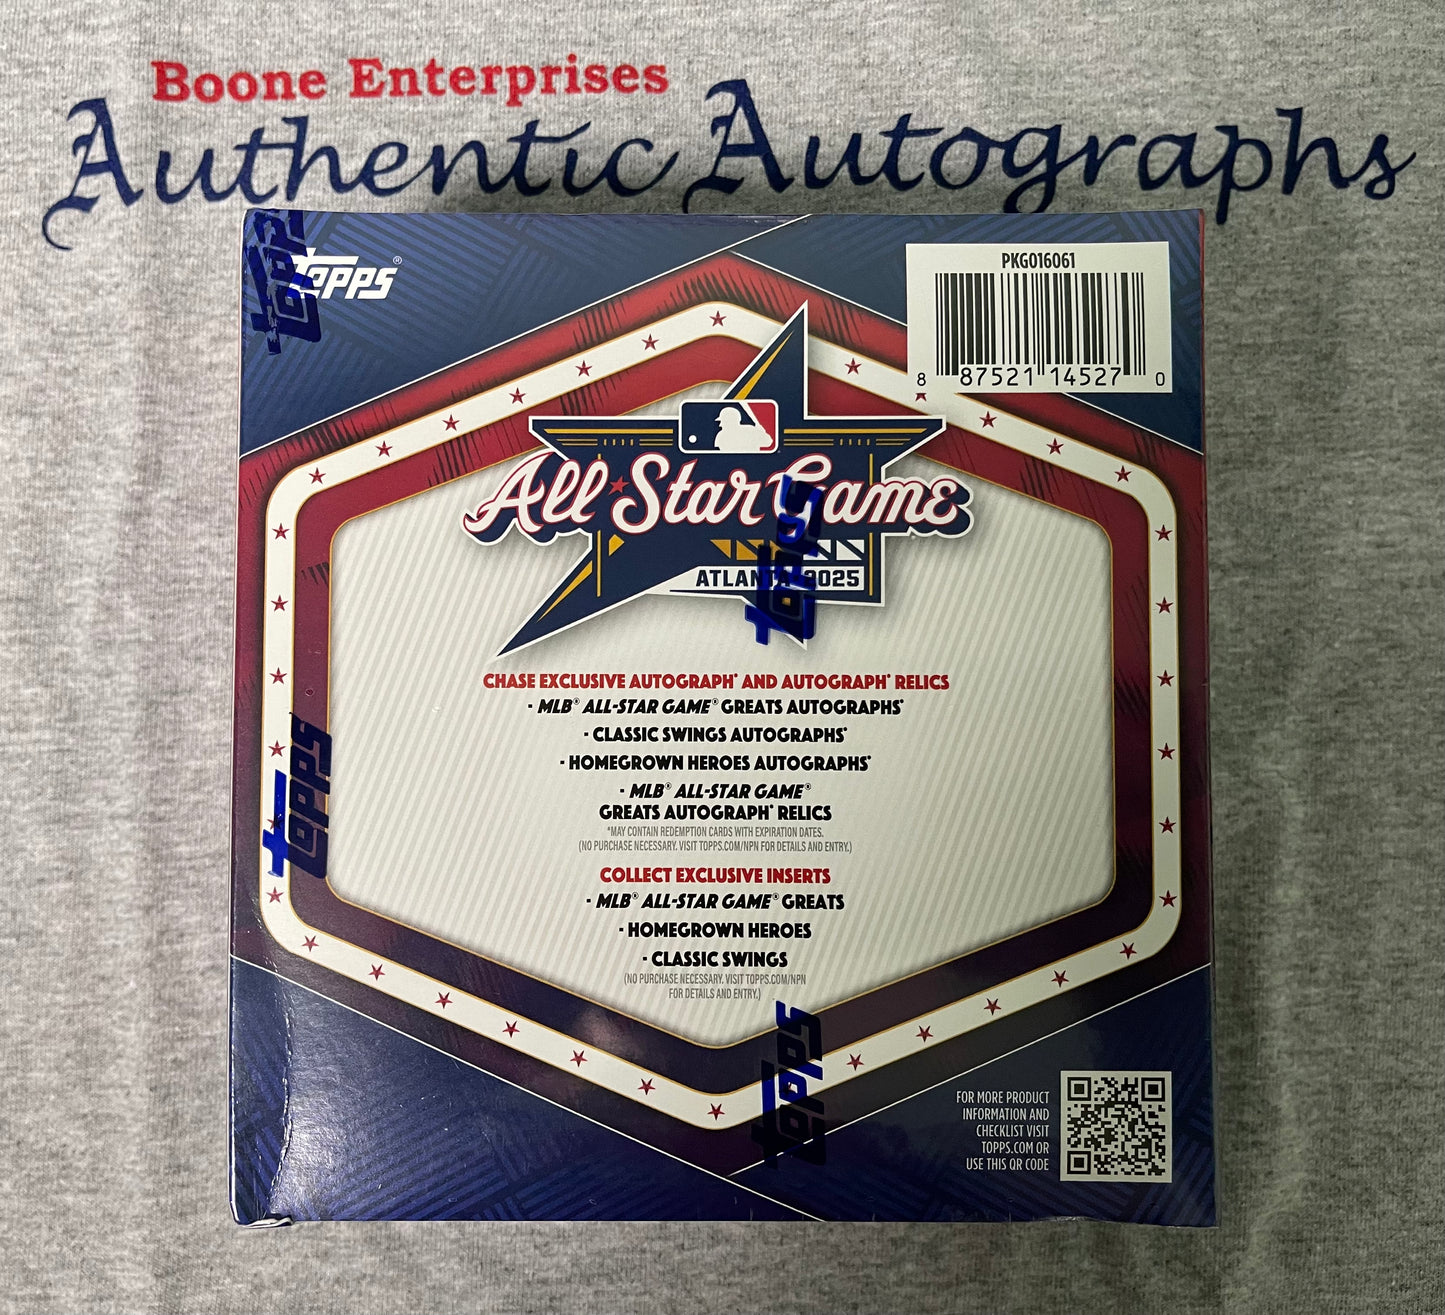 Boone Enterprises
Authentic Autographs
TOPPS®
PKG016061
8 87521 14527 0
All★Star Game
ATLANTA 2025
topps
topps
topps
topps
CHASE EXCLUSIVE AUTOGRAPH* AND AUTOGRAPH* RELICS
· MLB® ALL-STAR GAME® GREATS AUTOGRAPHS*
· CLASSIC SWINGS AUTOGRAPHS*
· HOMEGROWN HEROES AUTOGRAPHS*
· MLB® ALL-STAR GAME®
GREATS AUTOGRAPH* RELICS
*MAY CONTAIN REDEMPTION CARDS WITH EXPIRATION DATES.
(NO PURCHASE NECESSARY. VISIT TOPPS.COM/NPN FOR DETAILS AND ENTRY.)
COLLECT EXCLUSIVE INSERTS
· MLB® ALL-STAR GAME® GREATS
· HOMEGROWN HEROES
· CLASSIC SWINGS
(NO PURCHASE NECESSARY. VISIT TOPPS.COM/NPN
FOR DETAILS AND ENTRY.)
FOR MORE PRODUCT
INFORMATION AND
CHECKLIST VISIT
TOPPS.COM OR
USE THIS QR CODE